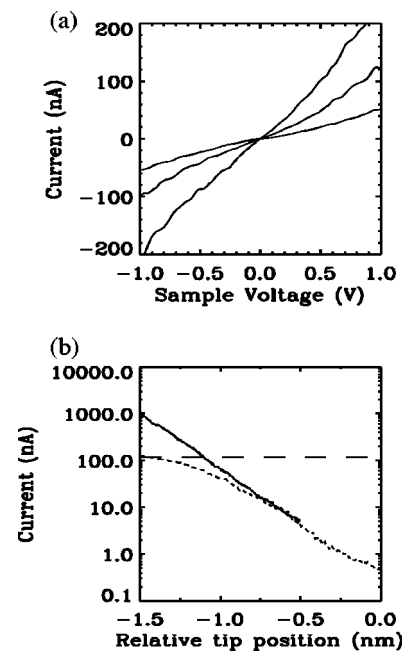 (a)
200
100
0
-100
-200
Current (nA)
-1.0 -0.5 0.0 0.5 1.0
Sample Voltage (V)
(b)
10000.0
1000.0
100.0
10.0
1.0
0.1
Current (nA)
-1.5 -1.0 -0.5 0.0
Relative tip position (nm)